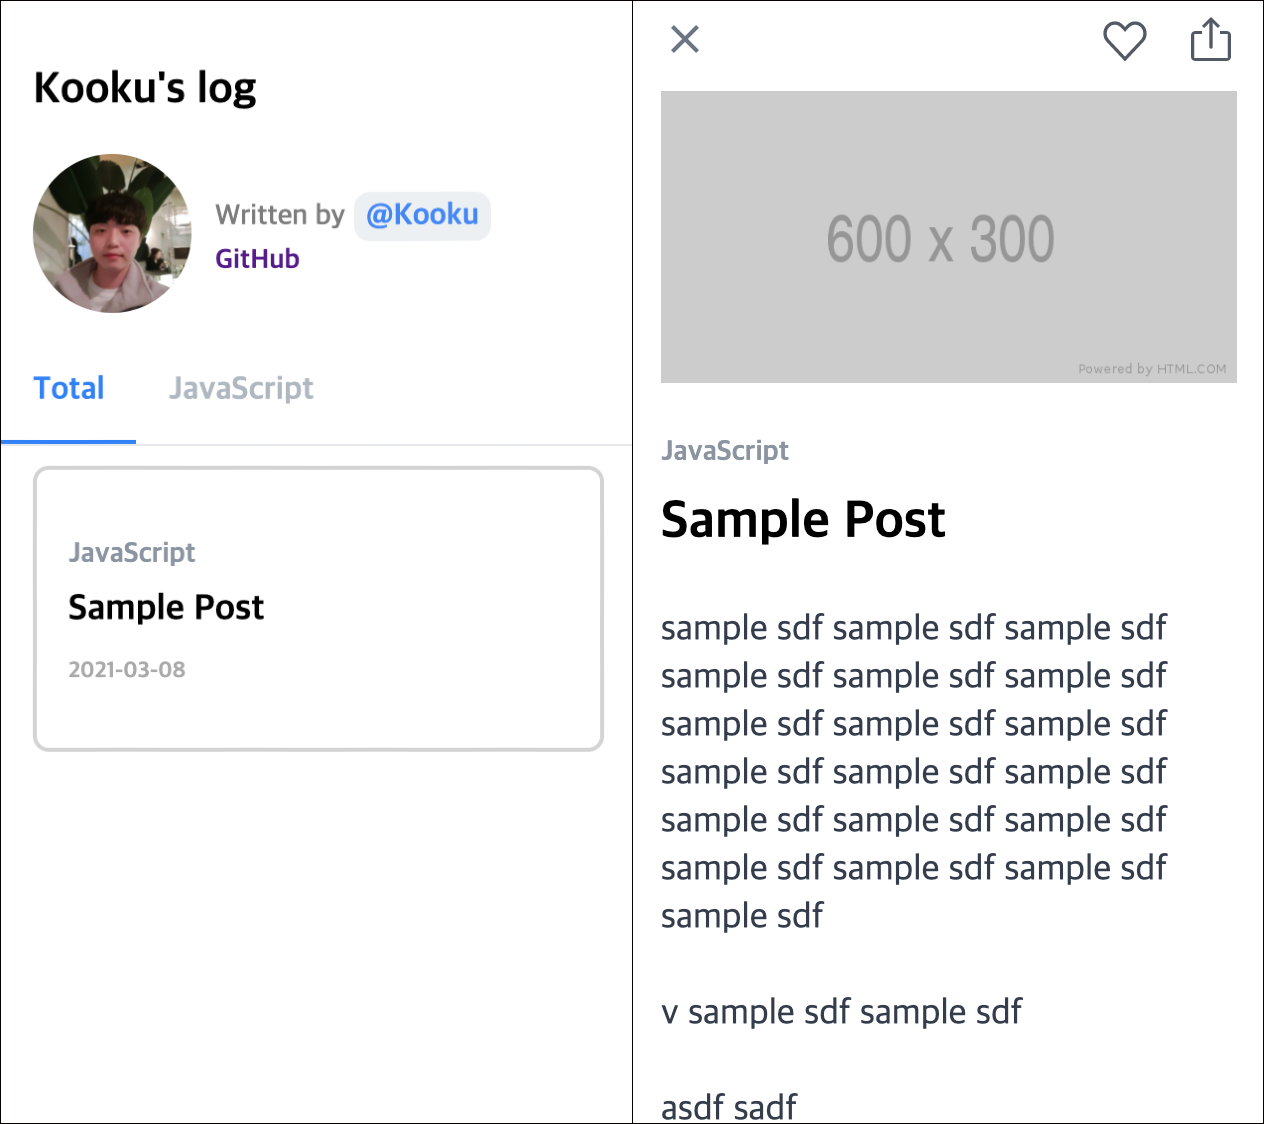 Kooku's log
Written by @Kooku
GitHub
Total JavaScript
JavaScript
Sample Post
2021-03-08
600 x 300
Powered by HTML.COM
JavaScript
Sample Post
sample sdf sample sdf sample sdf
sample sdf sample sdf sample sdf
sample sdf sample sdf sample sdf
sample sdf sample sdf sample sdf
sample sdf sample sdf sample sdf
sample sdf sample sdf sample sdf
sample sdf
v sample sdf sample sdf
asdf sadf